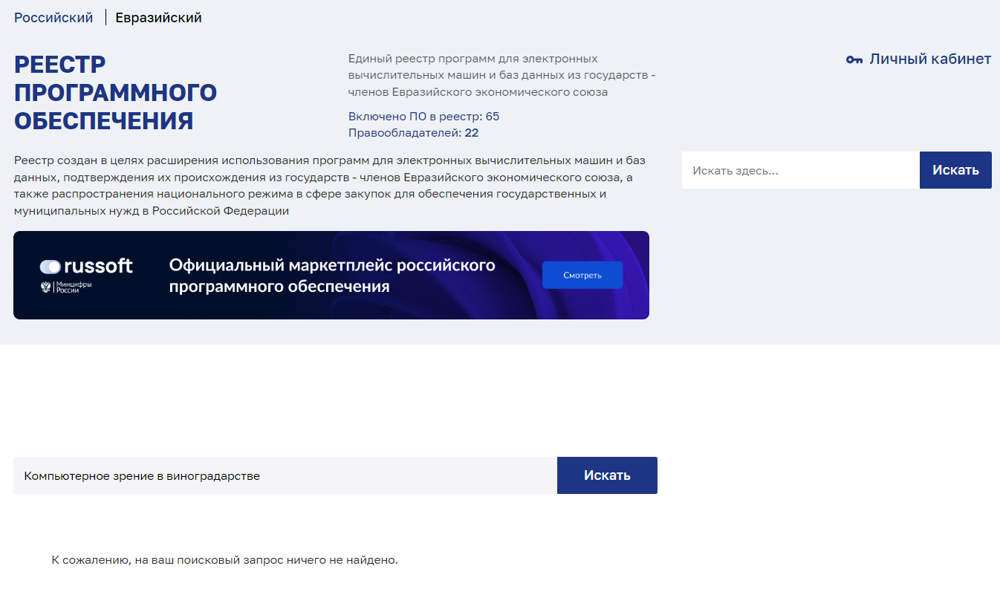 Российский
Евразийский
РЕЕСТР
ПРОГРАММНОГО
ОБЕСПЕЧЕНИЯ
Единый реестр программ для электронных
вычислительных машин и баз данных из государств -
членов Евразийского экономического союза
Включено ПО в реестр: 65
Правообладателей: 22
Личный кабинет
Реестр создан в целях расширения использования программ для электронных вычислительных машин и баз
данных, подтверждения их происхождения из государств - членов Евразийского экономического союза, а
также распространения национального режима в сфере закупок для обеспечения государственных и
муниципальных нужд в Российской Федерации
Искать здесь...
Искать
russoft
Минцифры
России
Официальный маркетплейс российского
программного обеспечения
Смотреть
Компьютерное зрение в виноградарстве
Искать
К сожалению, на ваш поисковый запрос ничего не найдено.